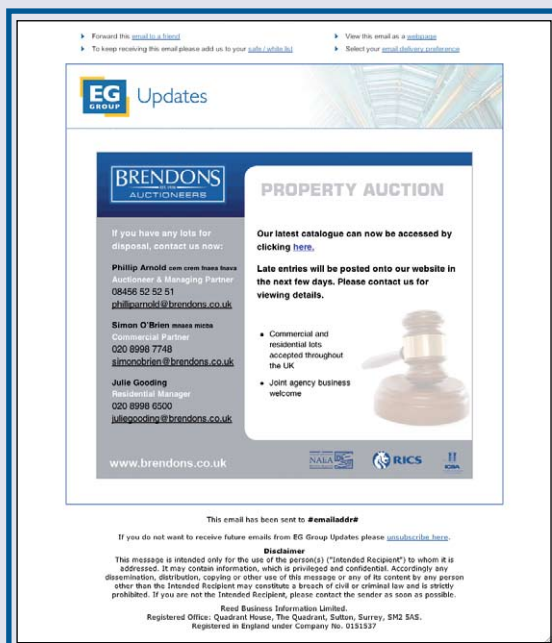 Forward this email to a friend
To keep receiving this email please add us to your safe / white list
View this email as a webpage
Select your email delivery preference
EG
GROUP
Updates
BRENDONS
AUCTIONEERS
PROPERTY AUCTION
If you have any lots for
disposal, contact us now:
Phillip Arnold cem crem fnaea fnava
Auctioneer & Managing Partner
08456 52 52 51
philliparnold@brendons.co.uk
Simon O'Brien mnaea micba
Commercial Partner
020 8998 7748
simonobrien@brendons.co.uk
Julie Gooding
Residential Manager
020 8998 6500
juliegooding@brendons.co.uk
Our latest catalogue can now be accessed by
clicking here.
Late entries will be posted onto our website in
the next few days. Please contact us for
viewing details.
• Commercial and
residential lots
accepted throughout
the UK
• Joint agency business
welcome
www.brendons.co.uk
RICS
This email has been sent to #emailaddr#
If you do not want to receive future emails from EG Group Updates please unsubscribe here.
Disclaimer
This message is intended only for the use of the person(s) ("Intended Recipient") to whom it is
addressed. It may contain information, which is privileged and confidential. Accordingly any
dissemination, distribution, copying or other use of this message or any of its content by any person
other than the Intended Recipient may constitute a breach of civil or criminal law and is strictly
prohibited. If you are not the Intended Recipient, please contact the sender as soon as possible.
Reed Business Information Limited.
Registered Office: Quadrant House, The Quadrant, Sutton, Surrey, SM2 5AS.
Registered in England under Company No. 0151537